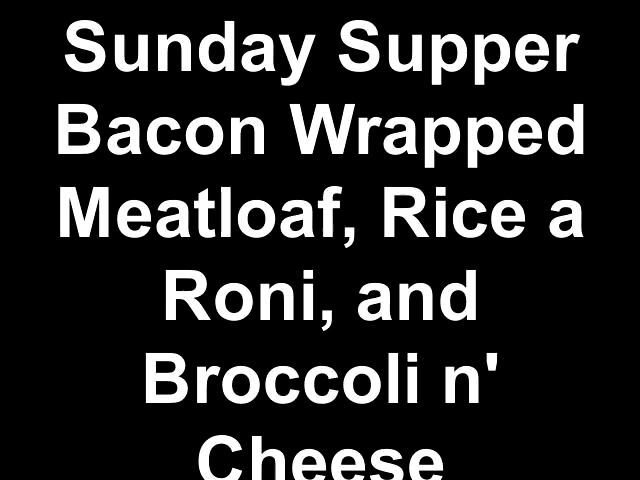 Sunday Supper
Bacon Wrapped
Meatloaf, Rice a
Roni, and
Broccoli n'
Cheese